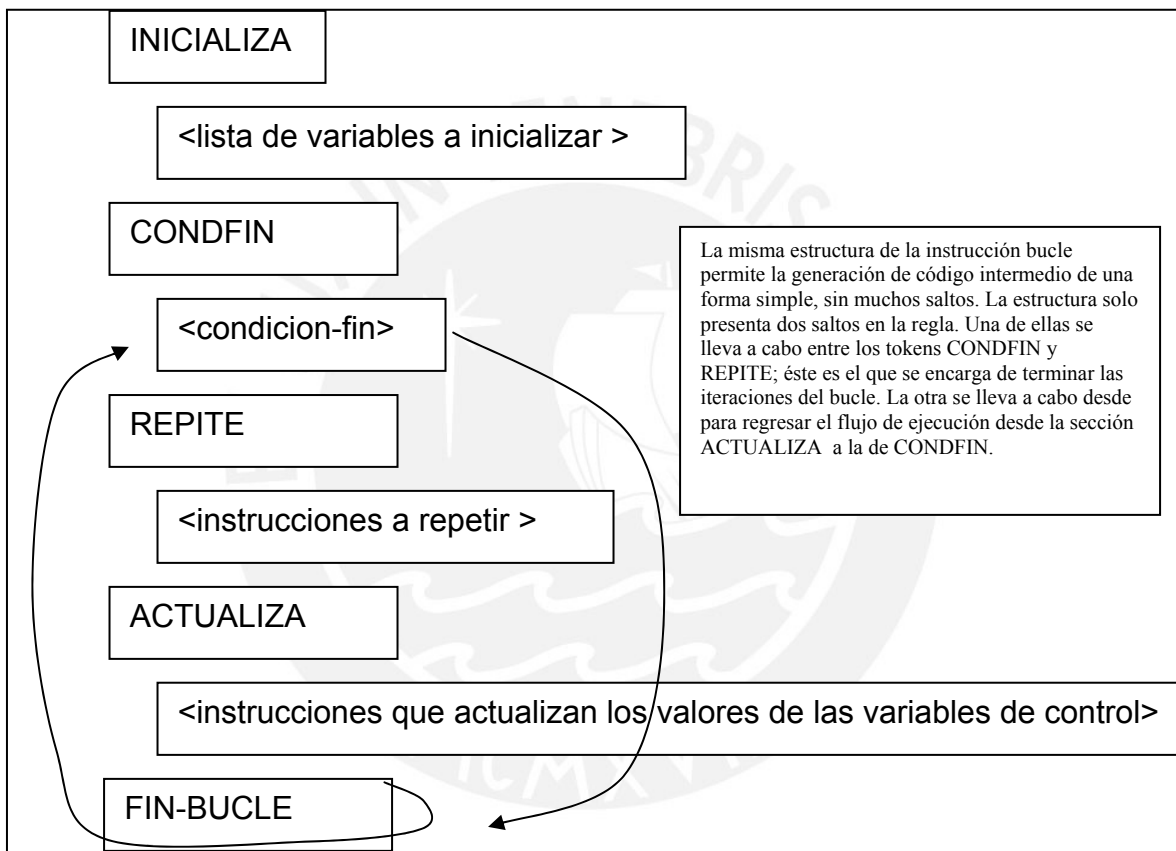 INICIALIZA
<lista de variables a inicializar >
CONDFIN
<condicion-fin>
REPITE
<instrucciones a repetir >
ACTUALIZA
<instrucciones que actualizan los valores de las variables de control>
FIN-BUCLE
La misma estructura de la instrucción bucle
permite la generación de código intermedio de una
forma simple, sin muchos saltos. La estructura solo
presenta dos saltos en la regla. Una de ellas se
lleva a cabo entre los tokens CONDFIN y
REPITE; éste es el que se encarga de terminar las
iteraciones del bucle. La otra se lleva a cabo desde
para regresar el flujo de ejecución desde la sección
ACTUALIZA a la de CONDFIN.